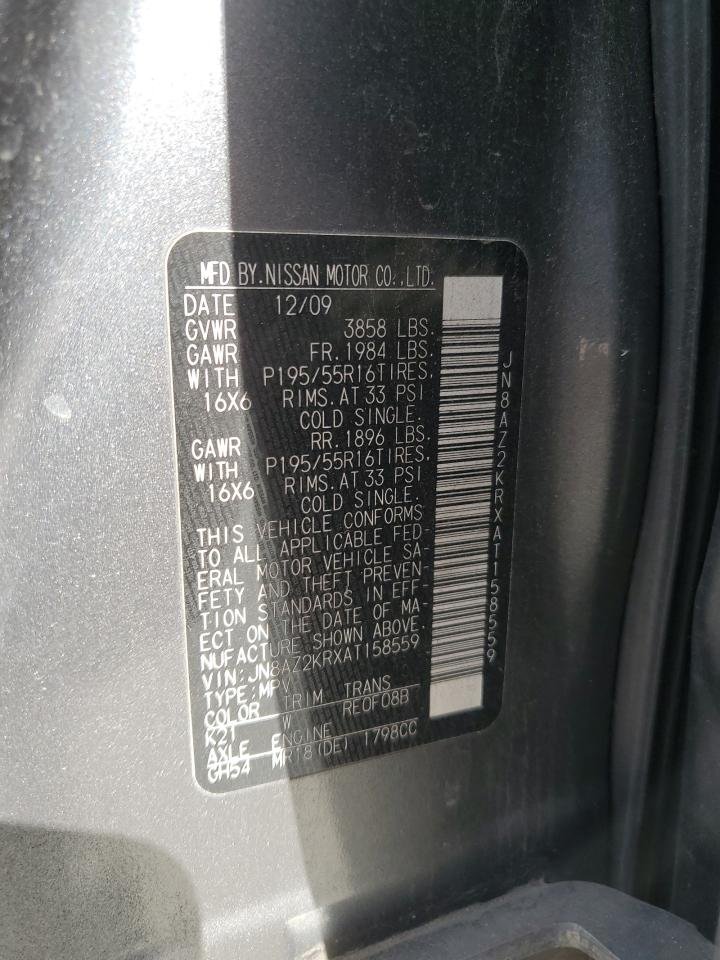 MFD BY. NISSAN MOTOR CO., LTD.
DATE 12/09
GVWR 3858 LBS.
GAWR FR. 1984 LBS.
WITH P195/55R16TIRES.
16X6 RIMS. AT 33 PSI
COLD SINGLE.
GAWR RR. 1896 LBS.
WITH P195/55R16TIRES.
16X6 RIMS. AT 33 PSI
COLD SINGLE.
THIS VEHICLE CONFORMS
TO ALL APPLICABLE FED-
ERAL MOTOR VEHICLE SA-
FETY AND THEFT PREVEN-
TION STANDARDS IN EFF
ECT ON THE DATE OF MA-
NUFACTURE SHOWN ABOVE.
VIN: JN8AZ2KRXAT158559
TYPE: MPV
COLOR TRIM TRANS
K21 W RE0F08B
AXLE ENGINE
GH54 MR18 (DE) 1798CC
JN8AZ2KRXAT158559